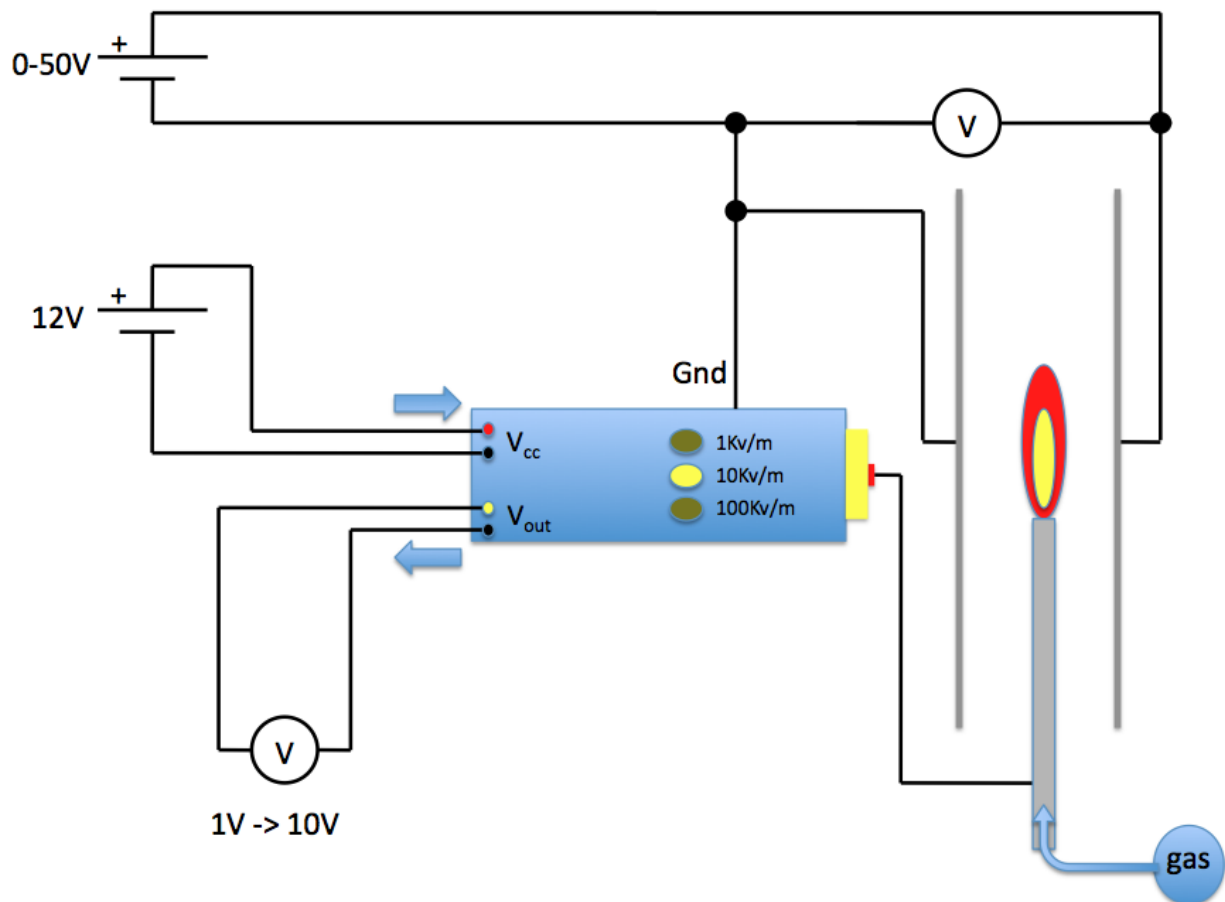 +
0-50V
V
+
12V
Gnd
Vcc
1Kv/m
10Kv/m
100Kv/m
Vout
V
1V -> 10V
gas